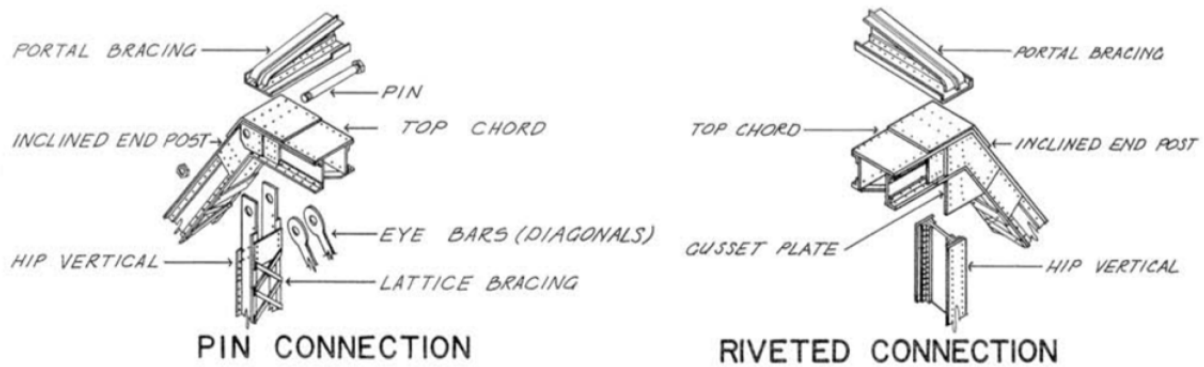 PORTAL BRACING
PIN
TOP CHORD
INCLINED END POST
EYE BARS (DIAGONALS)
HIP VERTICAL
LATTICE BRACING
PIN CONNECTION
PORTAL BRACING
TOP CHORD
INCLINED END POST
GUSSET PLATE
HIP VERTICAL
RIVETED CONNECTION